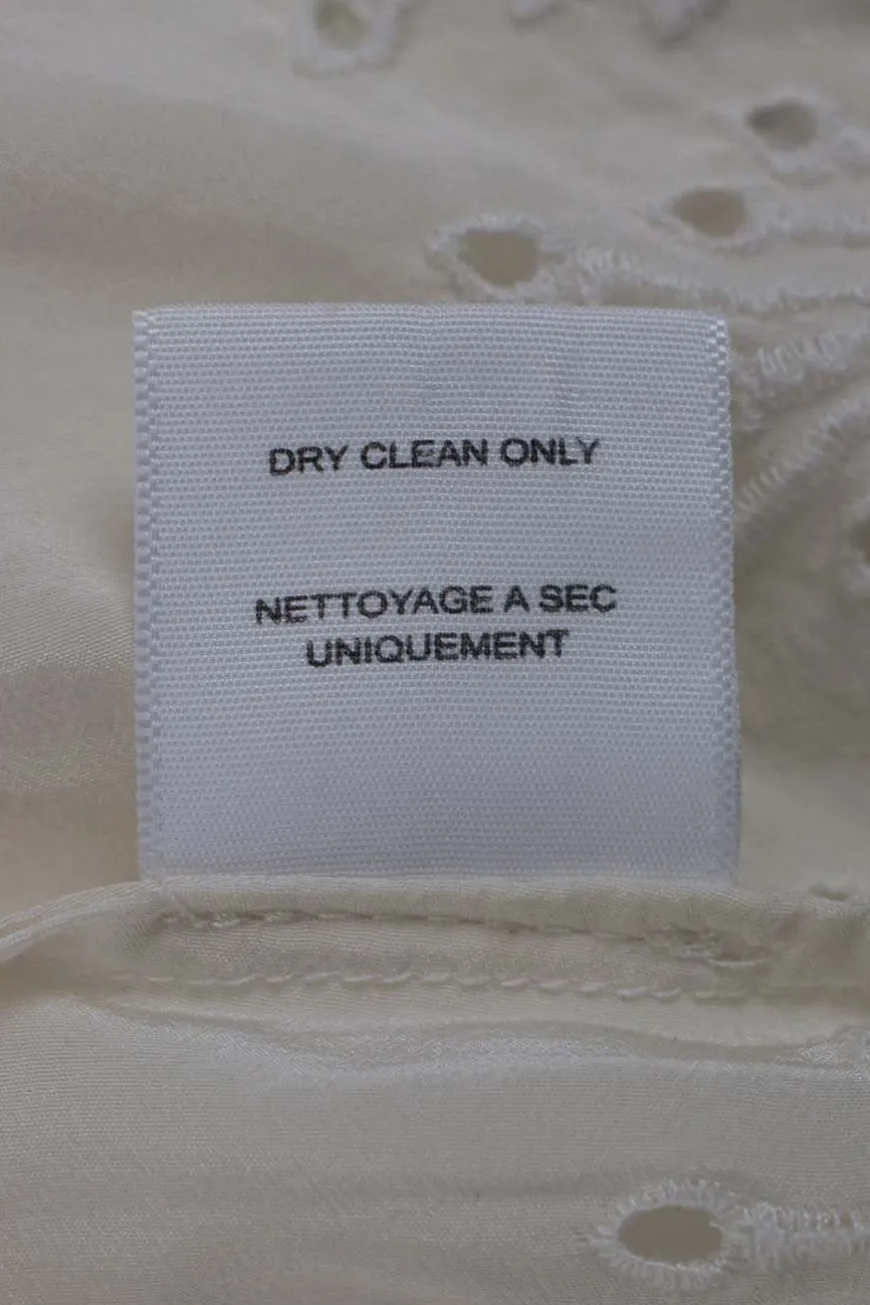 DRY CLEAN ONLY
NETTOYAGE A SEC
UNIQUEMENT